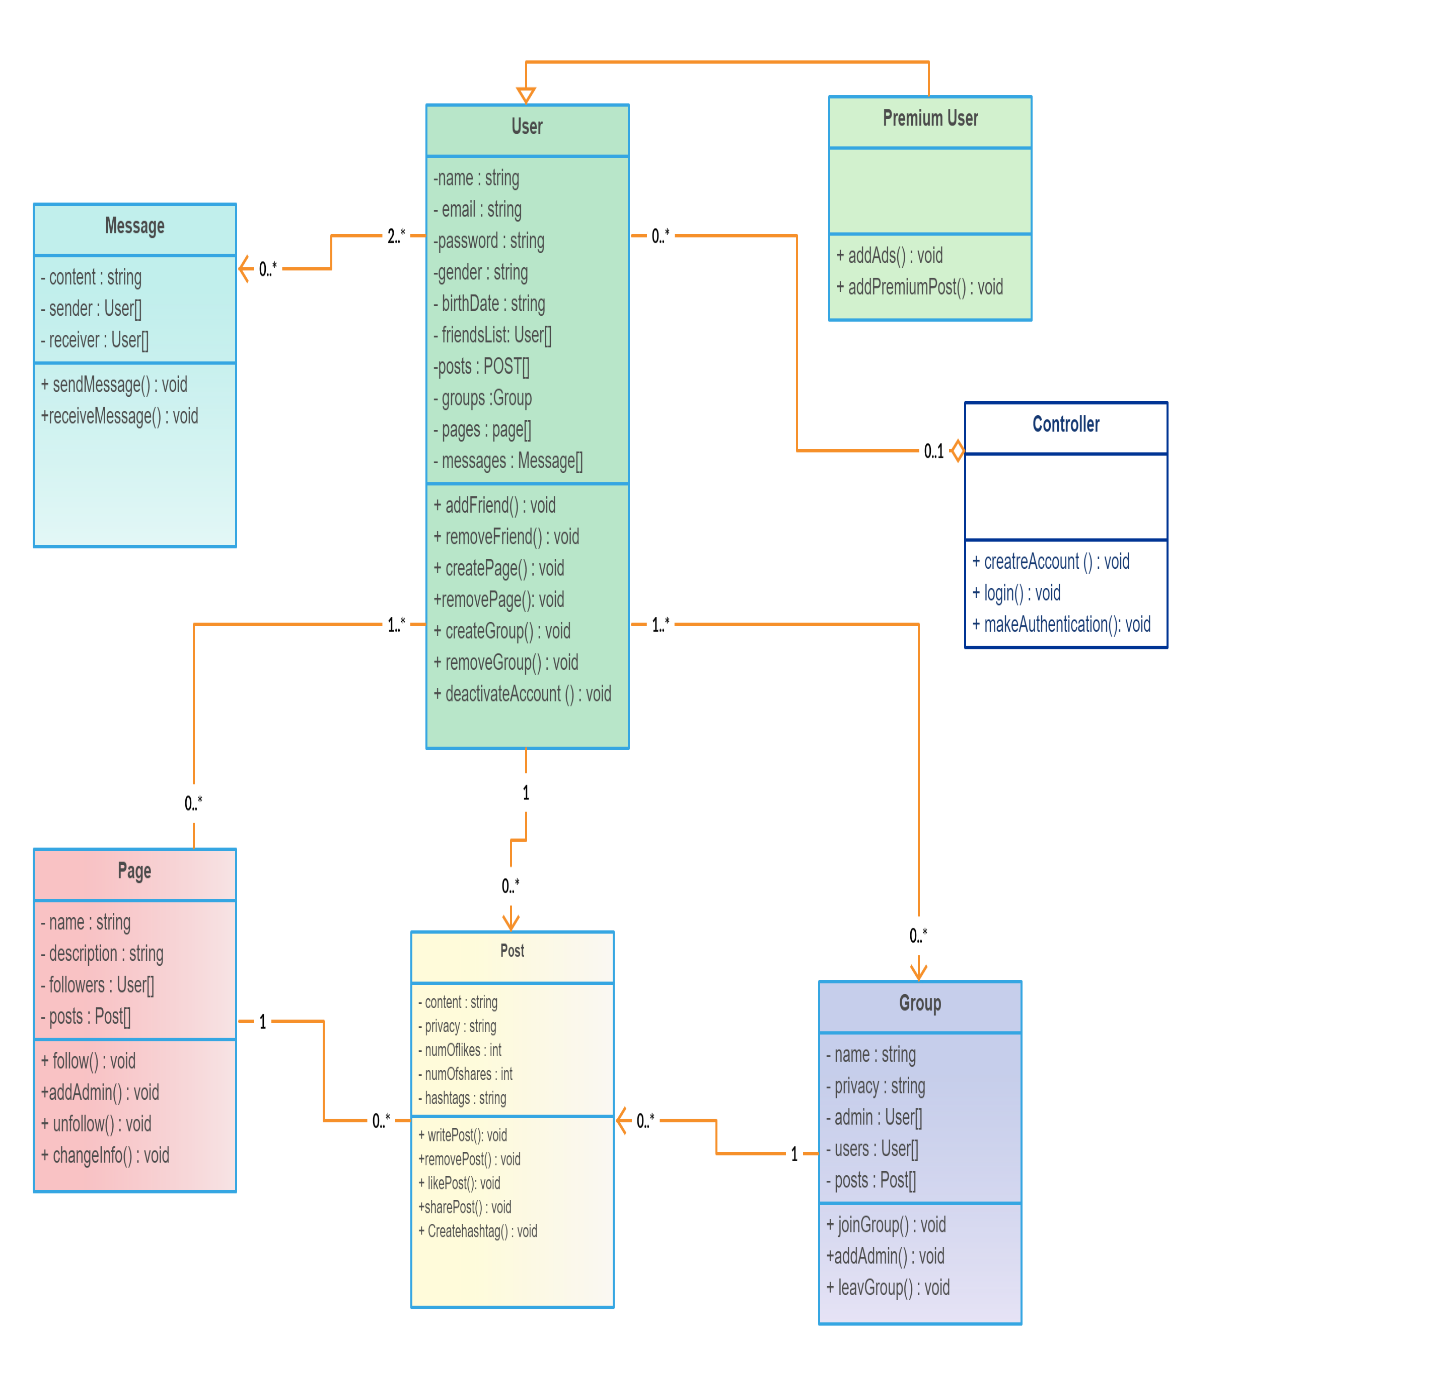 User
-name : string
- email : string
-password : string
-gender : string
- birthDate : string
- friendsList: User[]
-posts : POST[]
- groups :Group
- pages : page[]
- messages : Message[]
+ addFriend() : void
+ removeFriend() : void
+ createPage() : void
+removePage(): void
+ createGroup() : void
+ removeGroup() : void
+ deactivateAccount () : void
Premium User
+ addAds() : void
+ addPremiumPost() : void
Message
- content : string
- sender : User[]
- receiver : User[]
+ sendMessage() : void
+receiveMessage() : void
2..*
0..*
0..*
0..1
Controller
+ creatreAccount () : void
+ login() : void
+ makeAuthentication(): void
1..*
0..*
1..*
0..*
1
0..*
Page
- name : string
- description : string
- followers : User[]
- posts : Post[]
+ follow() : void
+addAdmin() : void
+ unfollow() : void
+ changeInfo() : void
1
0..*
Post
- content : string
- privacy : string
- numOflikes : int
- numOfshares : int
- hashtags : string
+ writePost(): void
+removePost() : void
+ likePost(): void
+sharePost() : void
+ Createhashtag() : void
0..*
1
Group
- name : string
- privacy : string
- admin : User[]
- users : User[]
- posts : Post[]
+ joinGroup() : void
+addAdmin() : void
+ leavGroup() : void